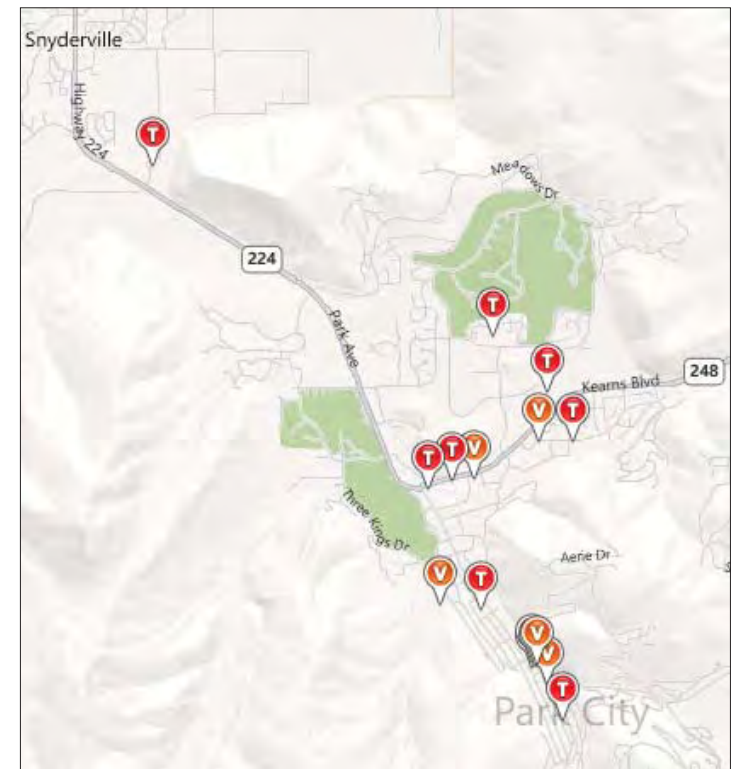 Snyderville
Highway 224
T
Meadows Dr
224
T
Park Ave
T
248
Kearns Blvd
V
T
T
T
V
Three Kings Dr
Aerie Dr
V
T
V
V
T
Park City